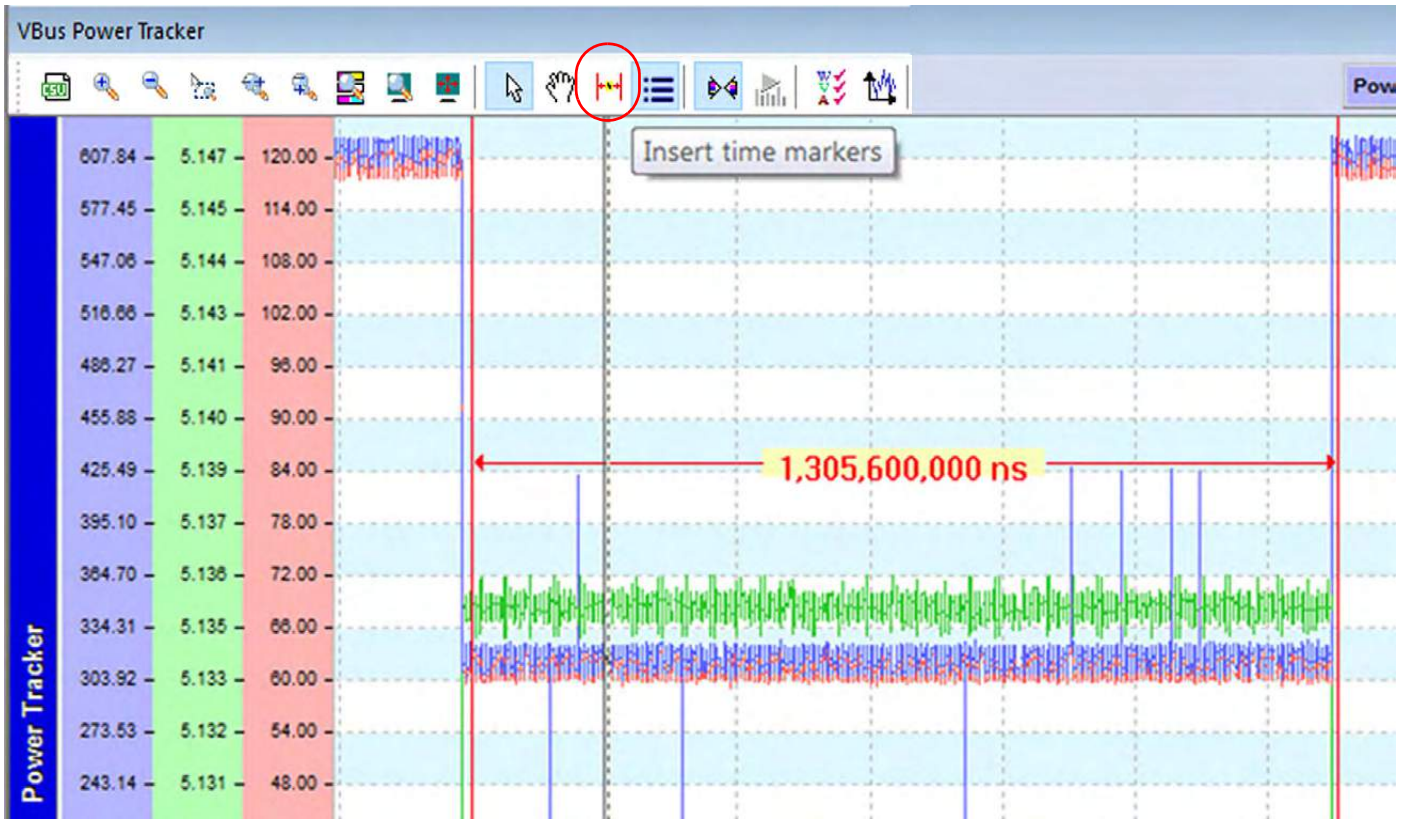 VBus Power Tracker
CSV
W
V
A
Pow
Insert time markers
607.84 5.147 120.00
577.45 5.145 114.00
547.06 5.144 108.00
516.66 5.143 102.00
486.27 5.141 96.00
455.88 5.140 90.00
425.49 5.139 84.00
1,305,600,000 ns
395.10 5.137 78.00
364.70 5.136 72.00
334.31 5.135 66.00
303.92 5.133 60.00
273.53 5.132 54.00
243.14 5.131 48.00
Power Tracker